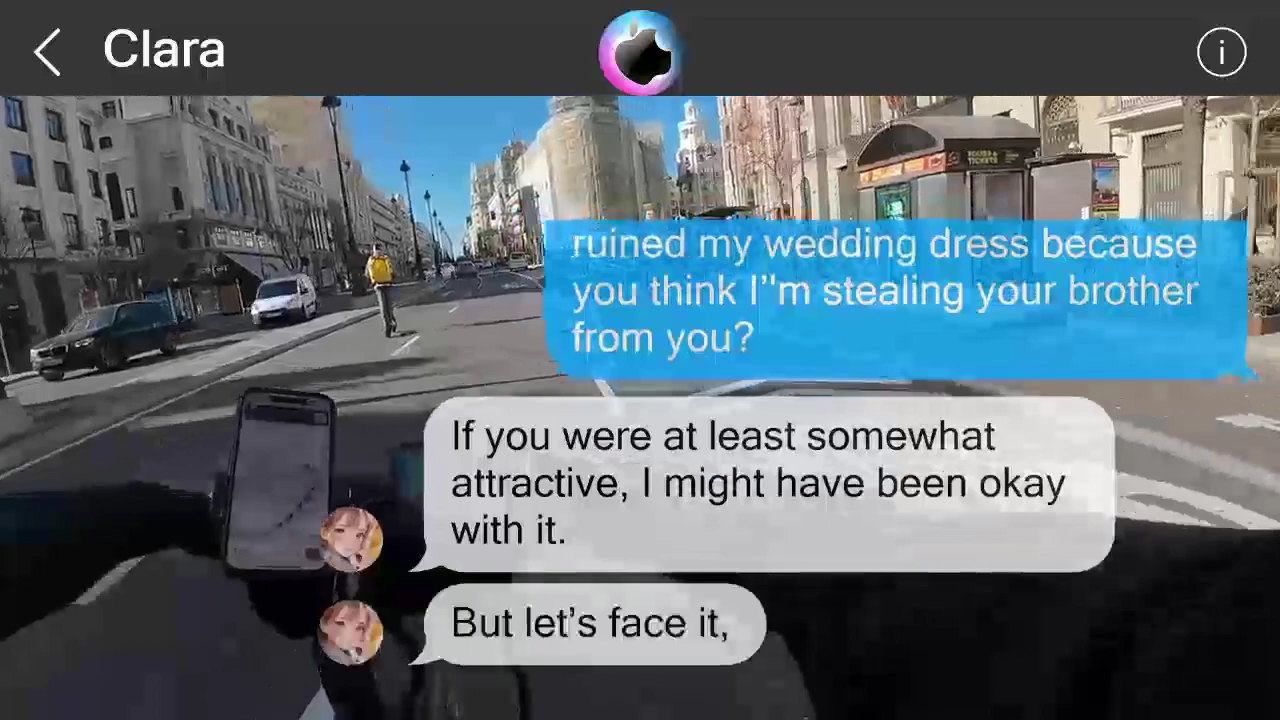 Clara
i
ruined my wedding dress because
you think I"m stealing your brother
from you?
If you were at least somewhat
attractive, I might have been okay
with it.
But let's face it,